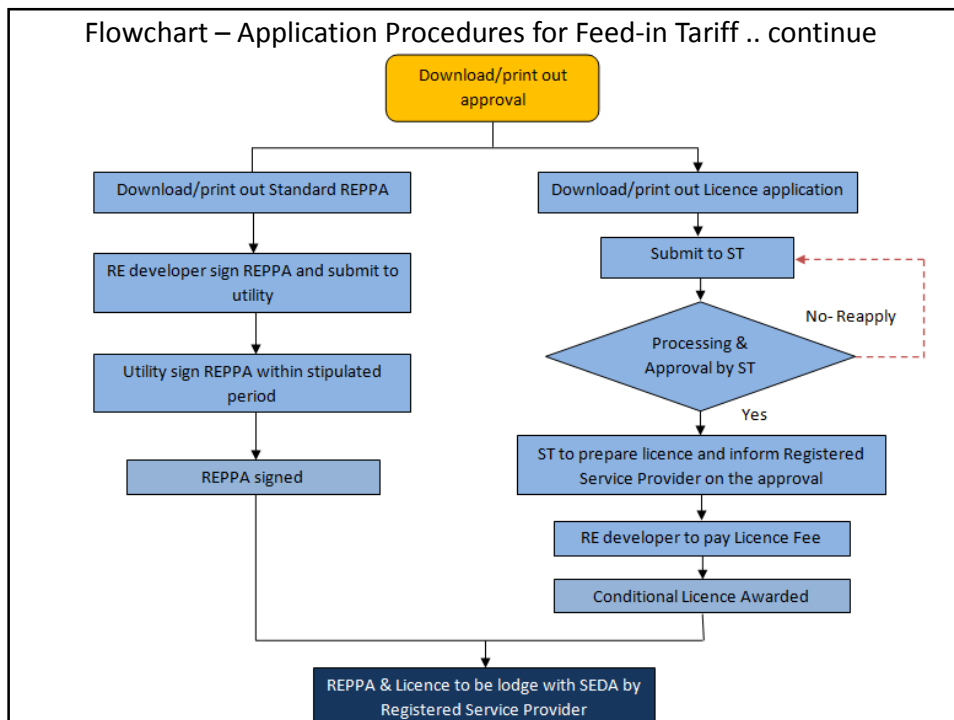 Flowchart – Application Procedures for Feed-in Tariff .. continue
Download/print out
approval
Download/print out Standard REPPA
RE developer sign REPPA and submit to
utility
Utility sign REPPA within stipulated
period
REPPA signed
Download/print out Licence application
Submit to ST
No- Reapply
Processing &
Approval by ST
Yes
ST to prepare licence and inform Registered
Service Provider on the approval
RE developer to pay Licence Fee
Conditional Licence Awarded
REPPA & Licence to be lodge with SEDA by
Registered Service Provider